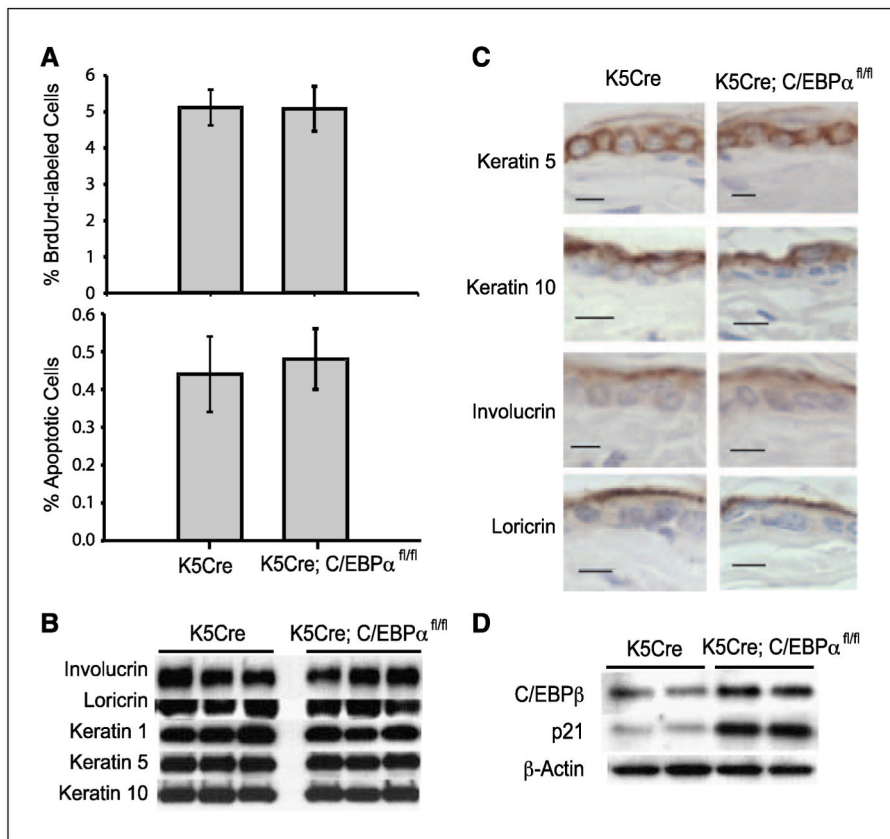 A
% BrdUrd-labeled Cells
6
5
4
3
2
1
0
% Apoptotic Cells
0.6
0.5
0.4
0.3
0.2
0.1
0.0
K5Cre
K5Cre; C/EBPα fl/fl
B
K5Cre
K5Cre; C/EBPα fl/fl
Involucrin
Loricrin
Keratin 1
Keratin 5
Keratin 10
C
K5Cre
K5Cre; C/EBPα fl/fl
Keratin 5
Keratin 10
Involucrin
Loricrin
D
K5Cre
K5Cre; C/EBPα fl/fl
C/EBPβ
p21
β-Actin